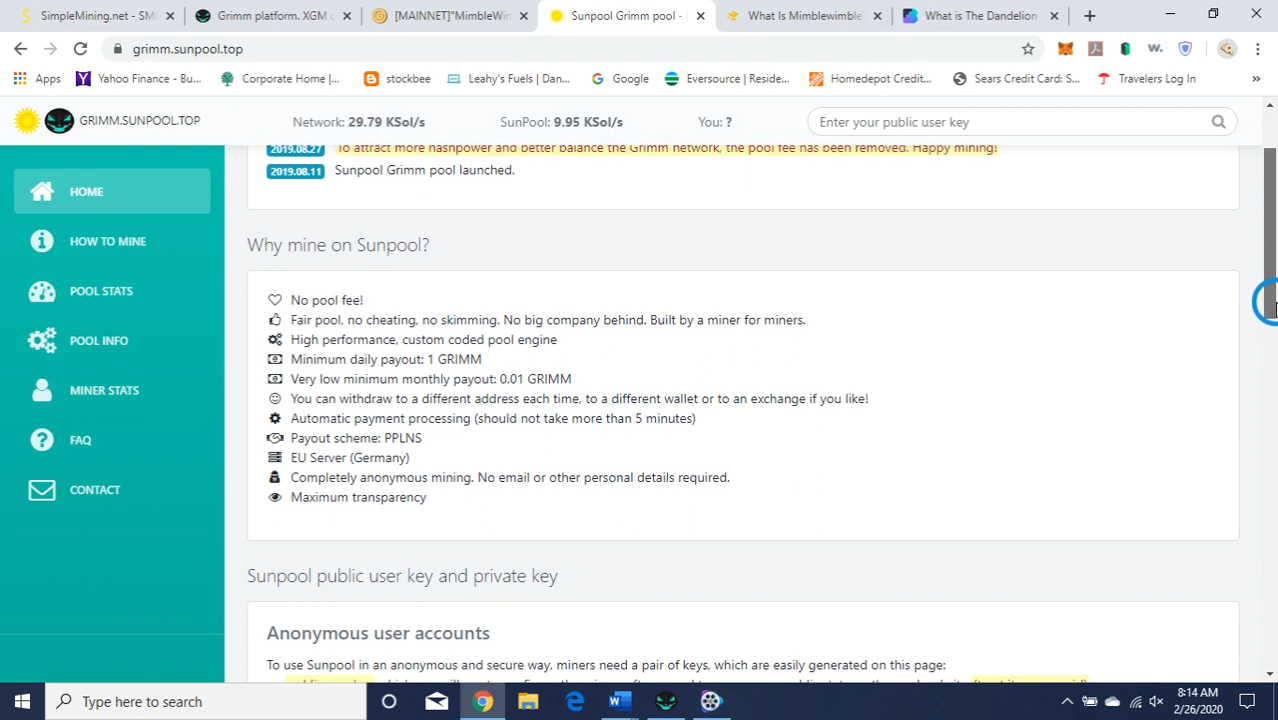 SimpleMining.net - SM
Grimm platform. XGM c
[MAINNET]"MimbleWi
Sunpool Grimm pool -
What Is Mimblewimble
What is The Dandelion
grimm.sunpool.top
Apps
Yahoo Finance - Bu...
Corporate Home |...
stockbee
Leahy's Fuels | Dan...
Google
Eversource | Reside...
Homedepot Credit...
Sears Credit Card: S...
Travelers Log In
GRIMM.SUNPOOL.TOP
Network: 29.79 KSol/s
SunPool: 9.95 KSol/s
You: ?
Enter your public user key
HOME
HOW TO MINE
POOL STATS
POOL INFO
MINER STATS
FAQ
CONTACT
2019.08.27 To attract more hashpower and better balance the Grimm network, the pool fee has been removed. Happy mining!
2019.08.11 Sunpool Grimm pool launched.
Why mine on Sunpool?
No pool fee!
Fair pool, no cheating, no skimming. No big company behind. Built by a miner for miners.
High performance, custom coded pool engine
Minimum daily payout: 1 GRIMM
Very low minimum monthly payout: 0.01 GRIMM
You can withdraw to a different address each time, to a different wallet or to an exchange if you like!
Automatic payment processing (should not take more than 5 minutes)
Payout scheme: PPLNS
EU Server (Germany)
Completely anonymous mining. No email or other personal details required.
Maximum transparency
Sunpool public user key and private key
Anonymous user accounts
To use Sunpool in an anonymous and secure way, miners need a pair of keys, which are easily generated on this page:
Type here to search
8:14 AM
2/26/2020